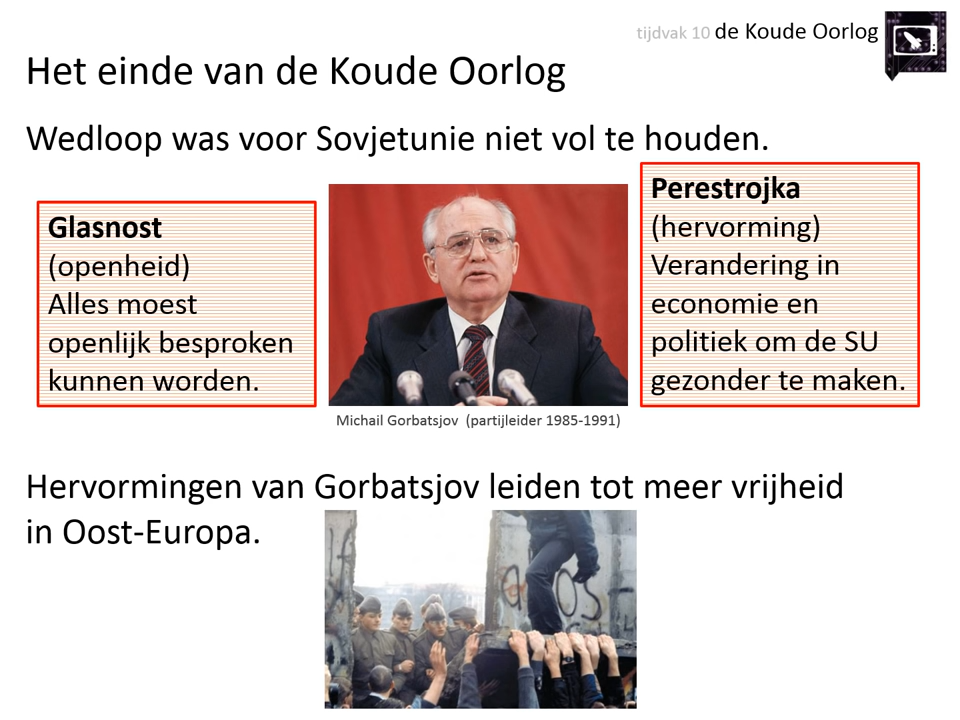 tijdvak 10 de Koude Oorlog
Het einde van de Koude Oorlog
Wedloop was voor Sovjetunie niet vol te houden.
Glasnost
(openheid)
Alles moest
openlijk besproken
kunnen worden.
Perestrojka
(hervorming)
Verandering in
economie en
politiek om de SU
gezonder te maken.
Michail Gorbatsjov (partijleider 1985-1991)
Hervormingen van Gorbatsjov leiden tot meer vrijheid
in Oost-Europa.